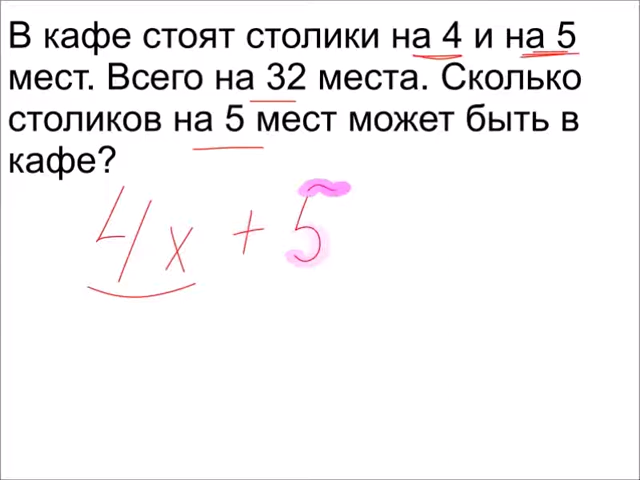 В кафе стоят столики на 4 и на 5
мест. Всего на 32 места. Сколько
столиков на 5 мест может быть в
кафе?
4x + 5